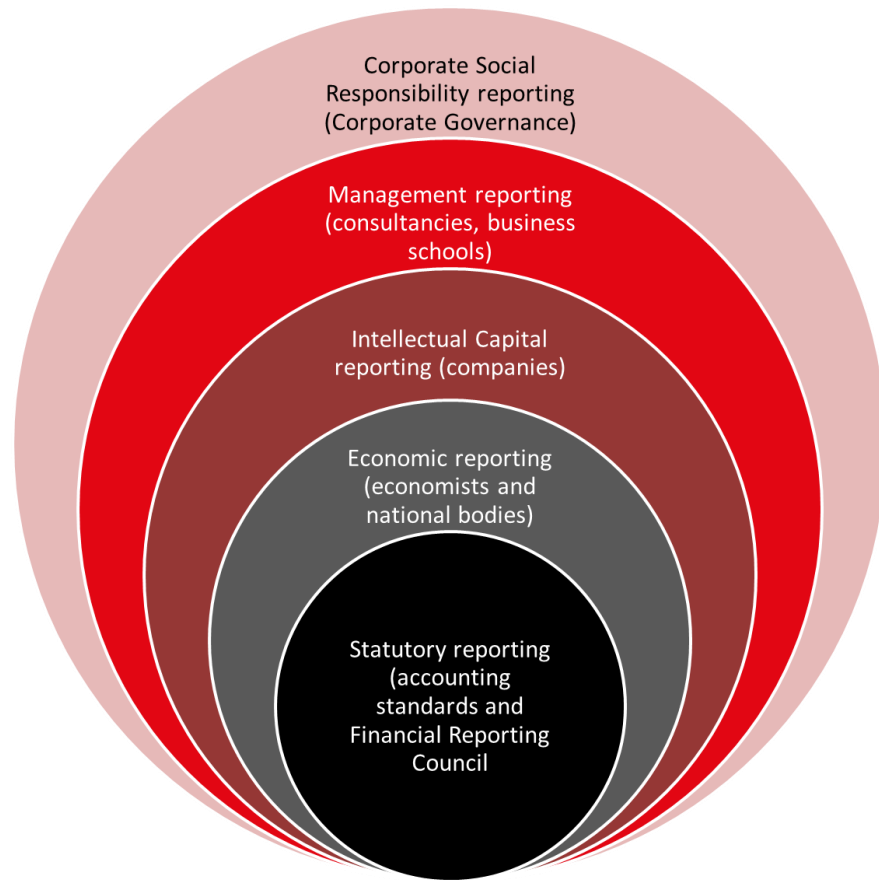 Corporate Social
Responsibility reporting
(Corporate Governance)
Management reporting
(consultancies, business
schools)
Intellectual Capital
reporting (companies)
Economic reporting
(economists and
national bodies)
Statutory reporting
(accounting
standards and
Financial Reporting
Council